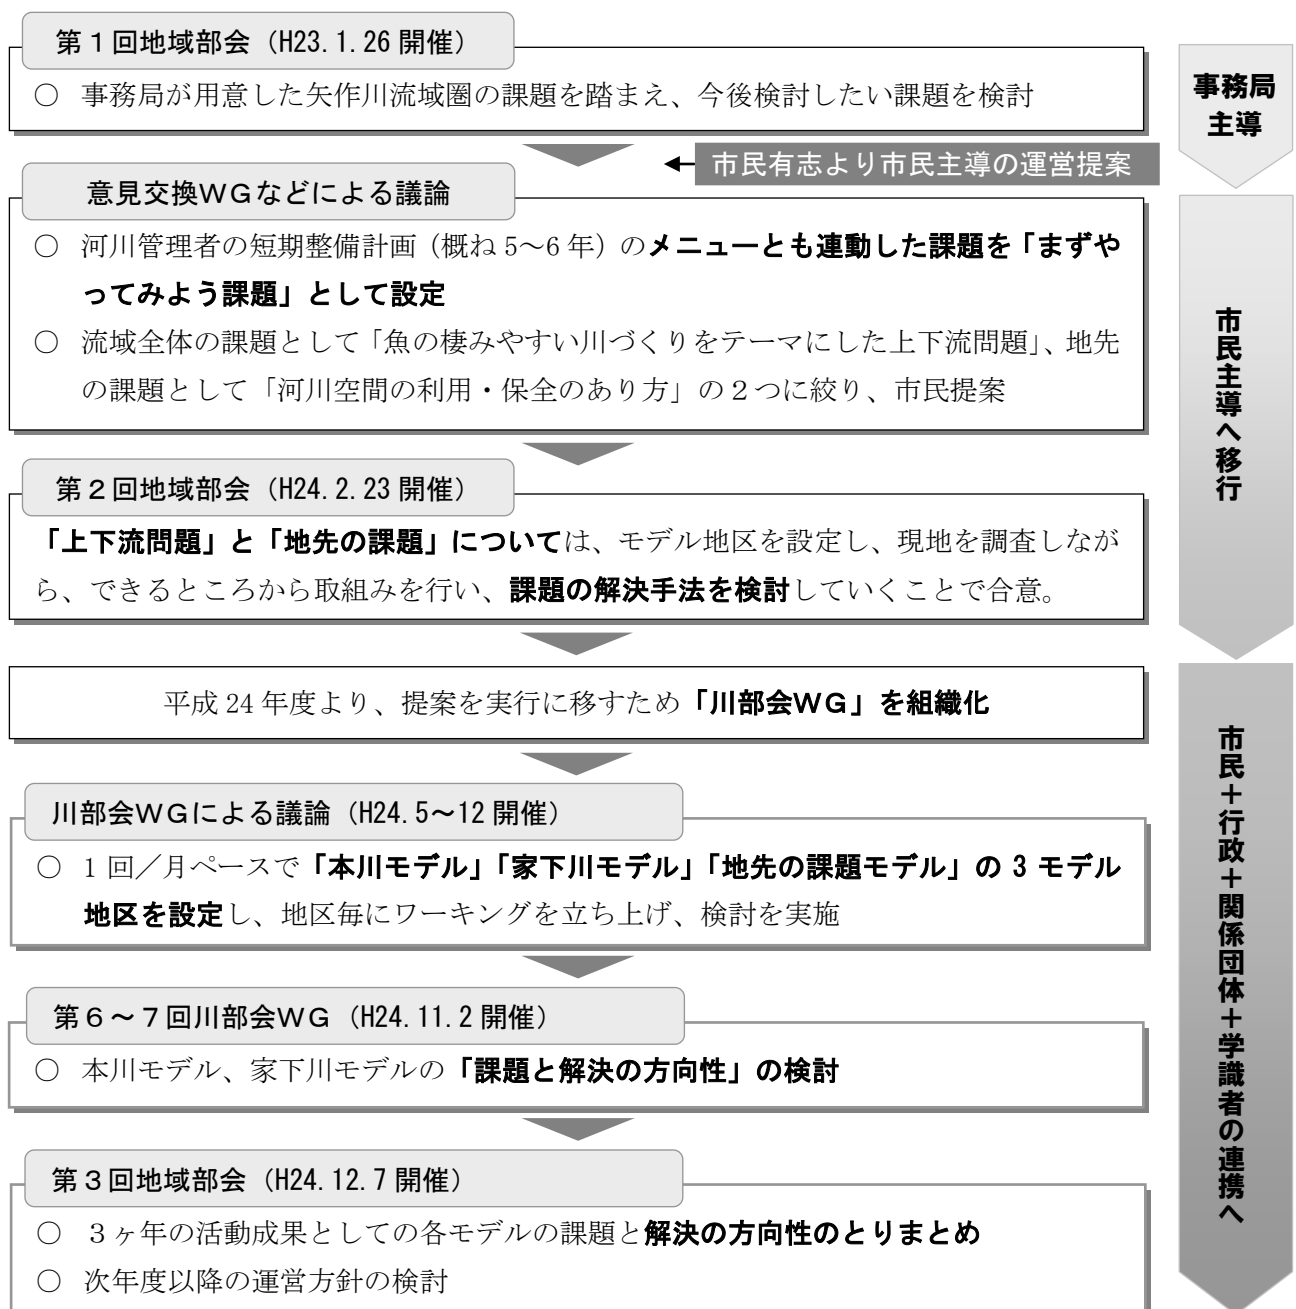 第１回地域部会（H23.1.26 開催）
○ 事務局が用意した矢作川流域圏の課題を踏まえ、今後検討したい課題を検討
事務局
主導
市民有志より市民主導の運営提案
意見交換ＷＧなどによる議論
○ 河川管理者の短期整備計画（概ね 5～6 年）のメニューとも連動した課題を「まずや
ってみよう課題」として設定
○ 流域全体の課題として「魚の棲みやすい川づくりをテーマにした上下流問題」、地先
の課題として「河川空間の利用・保全のあり方」の２つに絞り、市民提案
市民主導へ移行
第２回地域部会（H24.2.23 開催）
「上下流問題」と「地先の課題」については、モデル地区を設定し、現地を調査しなが
ら、できるところから取組みを行い、課題の解決手法を検討していくことで合意。
平成 24 年度より、提案を実行に移すため「川部会ＷＧ」を組織化
川部会ＷＧによる議論（H24.5～12 開催）
○ 1 回／月ペースで「本川モデル」「家下川モデル」「地先の課題モデル」の 3 モデル
地区を設定し、地区毎にワーキングを立ち上げ、検討を実施
市民＋行政＋関係団体＋学識者の連携へ
第６～７回川部会ＷＧ（H24.11.2 開催）
○ 本川モデル、家下川モデルの「課題と解決の方向性」の検討
第３回地域部会（H24.12.7 開催）
○ ３ヶ年の活動成果としての各モデルの課題と解決の方向性のとりまとめ
○ 次年度以降の運営方針の検討